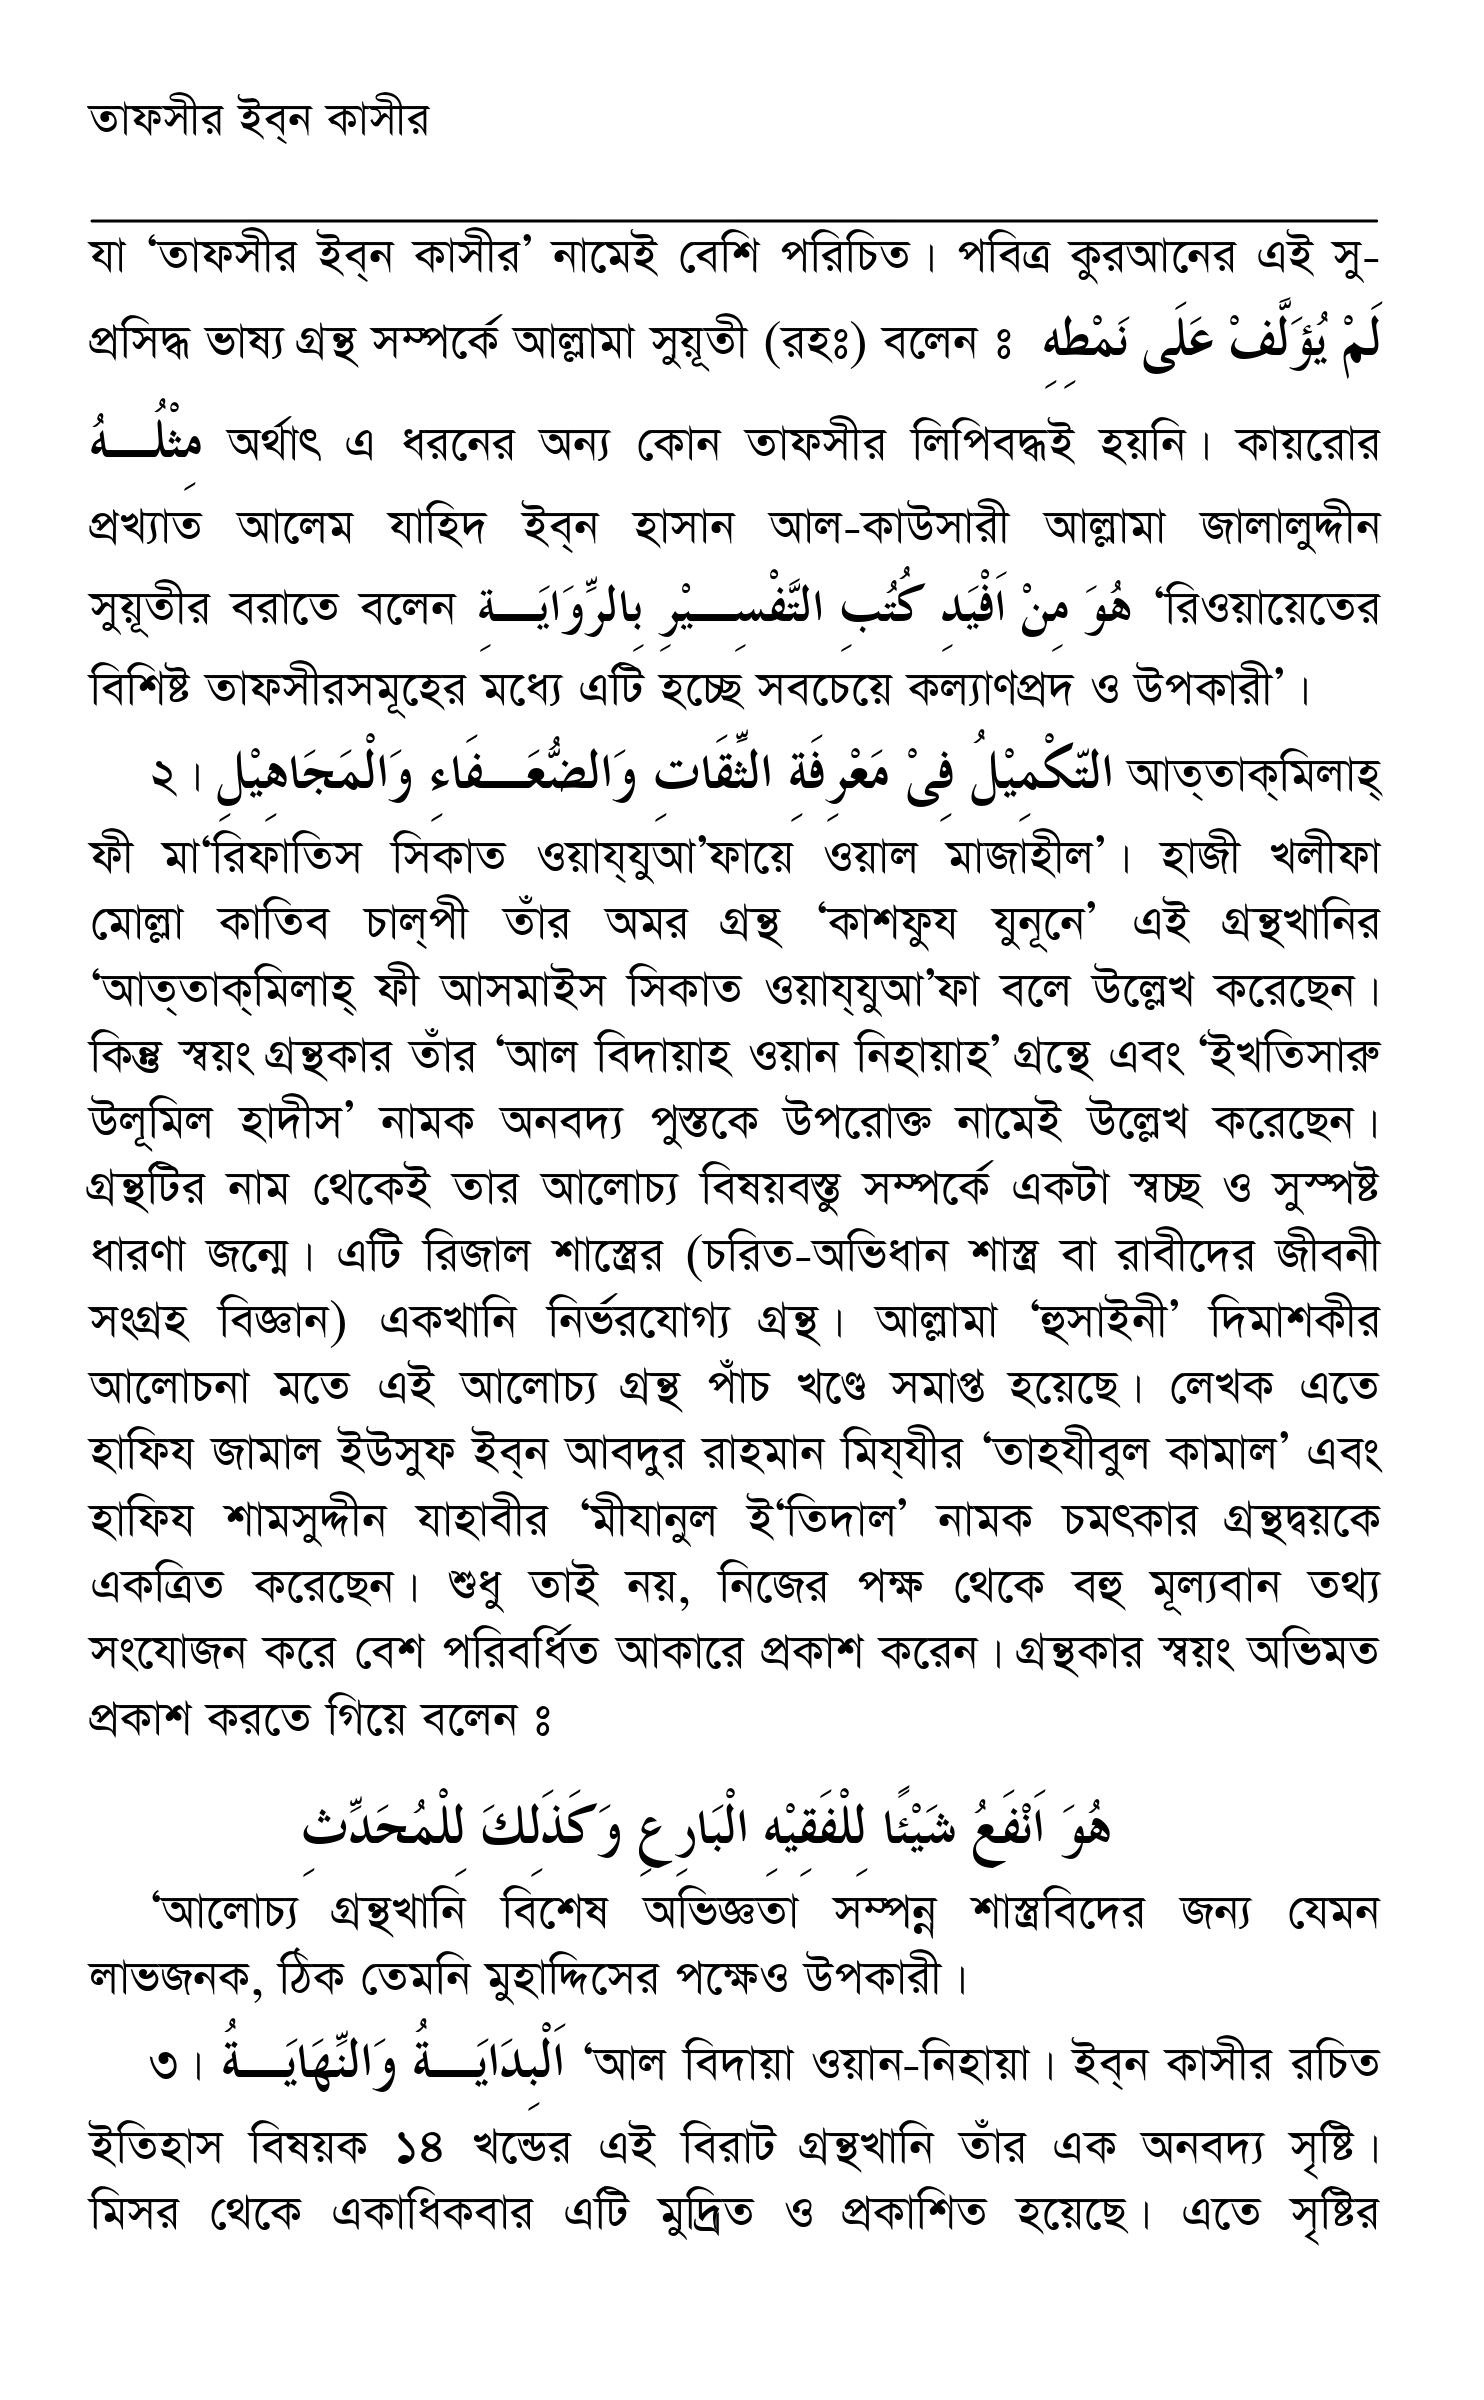 তাফসীর ইব্‌ন কাসীর
যা ‘তাফসীর ইব্‌ন কাসীর’ নামেই বেশি পরিচিত। পবিত্র কুরআনের এই সু-
প্রসিদ্ধ ভাষ্য গ্রন্থ সম্পর্কে আল্লামা সুয়ূতী (রহঃ) বলেন ঃ لَمْ يُؤَلَّفْ عَلَى نَمْطِهِ
مِثْلُــهُ অর্থাৎ এ ধরনের অন্য কোন তাফসীর লিপিবদ্ধই হয়নি। কায়রোর
প্রখ্যাত আলেম যাহিদ ইব্‌ন হাসান আল-কাউসারী আল্লামা জালালুদ্দীন
সুয়ূতীর বরাতে বলেন هُوَ مِنْ اَفْيَدِ كُتُبِ التَّفْسِــيْرِ بِالرِّوَايَــةِ ‘রিওয়ায়েতের
বিশিষ্ট তাফসীরসমূহের মধ্যে এটি হচ্ছে সবচেয়ে কল্যাণপ্রদ ও উপকারী’।
২। التّكْمِيْلُ فِىْ مَعْرِفَةِ الثِّقَاتِ وَالضُّعَــفَاءِ وَالْمَجَاهِيْلِ আত্‌তাক্‌মিলাহ্‌
ফী মা‘রিফাতিস সিকাত ওয়ায্‌যুআ’ফায়ে ওয়াল মাজাহীল’। হাজী খলীফা
মোল্লা কাতিব চাল্‌পী তাঁর অমর গ্রন্থ ‘কাশফুয যুনূনে’ এই গ্রন্থখানির
‘আত্‌তাক্‌মিলাহ্‌ ফী আসমাইস সিকাত ওয়ায্‌যুআ’ফা বলে উল্লেখ করেছেন।
কিন্তু স্বয়ং গ্রন্থকার তাঁর ‘আল বিদায়াহ ওয়ান নিহায়াহ’ গ্রন্থে এবং ‘ইখতিসারু
উলূমিল হাদীস’ নামক অনবদ্য পুস্তকে উপরোক্ত নামেই উল্লেখ করেছেন।
গ্রন্থটির নাম থেকেই তার আলোচ্য বিষয়বস্তু সম্পর্কে একটা স্বচ্ছ ও সুস্পষ্ট
ধারণা জন্মে। এটি রিজাল শাস্ত্রের (চরিত-অভিধান শাস্ত্র বা রাবীদের জীবনী
সংগ্রহ বিজ্ঞান) একখানি নির্ভরযোগ্য গ্রন্থ। আল্লামা ‘হুসাইনী’ দিমাশকীর
আলোচনা মতে এই আলোচ্য গ্রন্থ পাঁচ খণ্ডে সমাপ্ত হয়েছে। লেখক এতে
হাফিয জামাল ইউসুফ ইব্‌ন আবদুর রাহমান মিয্‌যীর ‘তাহযীবুল কামাল’ এবং
হাফিয শামসুদ্দীন যাহাবীর ‘মীযানুল ই‘তিদাল’ নামক চমৎকার গ্রন্থদ্বয়কে
একত্রিত করেছেন। শুধু তাই নয়, নিজের পক্ষ থেকে বহু মূল্যবান তথ্য
সংযোজন করে বেশ পরিবর্ধিত আকারে প্রকাশ করেন। গ্রন্থকার স্বয়ং অভিমত
প্রকাশ করতে গিয়ে বলেন ঃ
هُوَ اَنْفَعُ شَيْئًا لِلْفَقِيْهِ الْبَارِعِ وَكَذَلِكَ لِلْمُحَدِّثِ
‘আলোচ্য গ্রন্থখানি বিশেষ অভিজ্ঞতা সম্পন্ন শাস্ত্রবিদের জন্য যেমন
লাভজনক, ঠিক তেমনি মুহাদ্দিসের পক্ষেও উপকারী।
৩। اَلْبِدَايَــةُ وَالنِّهَايَــةُ ‘আল বিদায়া ওয়ান-নিহায়া। ইব্‌ন কাসীর রচিত
ইতিহাস বিষয়ক ১৪ খন্ডের এই বিরাট গ্রন্থখানি তাঁর এক অনবদ্য সৃষ্টি।
মিসর থেকে একাধিকবার এটি মুদ্রিত ও প্রকাশিত হয়েছে। এতে সৃষ্টির